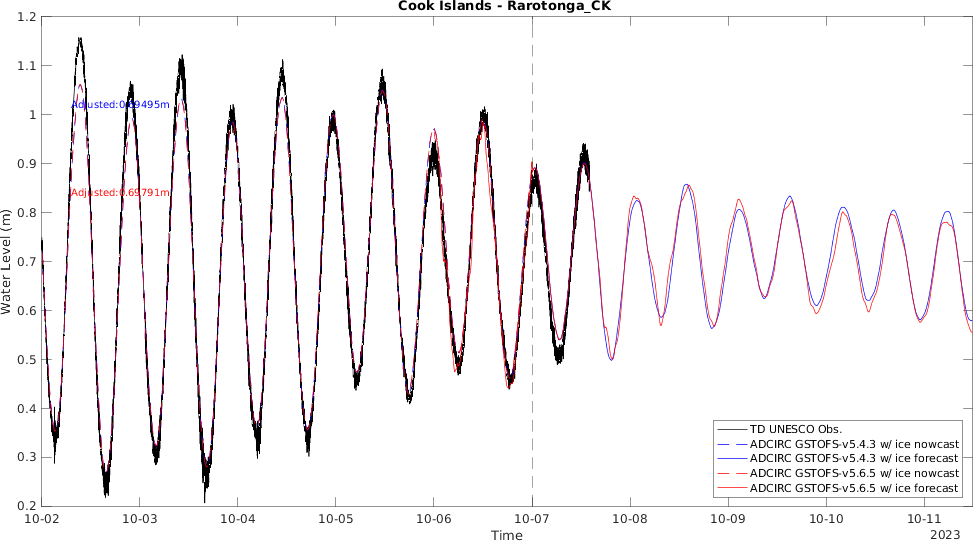 Cook Islands - Rarotonga_CK
1.2
1.1
1
0.9
0.8
0.7
0.6
0.5
0.4
0.3
0.2
Water Level (m)
Adjusted:0.69495m
Adjusted:0.69791m
TD UNESCO Obs.
ADCIRC GSTOFS-v5.4.3 w/ ice nowcast
ADCIRC GSTOFS-v5.4.3 w/ ice forecast
ADCIRC GSTOFS-v5.6.5 w/ ice nowcast
ADCIRC GSTOFS-v5.6.5 w/ ice forecast
10-02 10-03 10-04 10-05 10-06 10-07 10-08 10-09 10-10 10-11
Time
2023